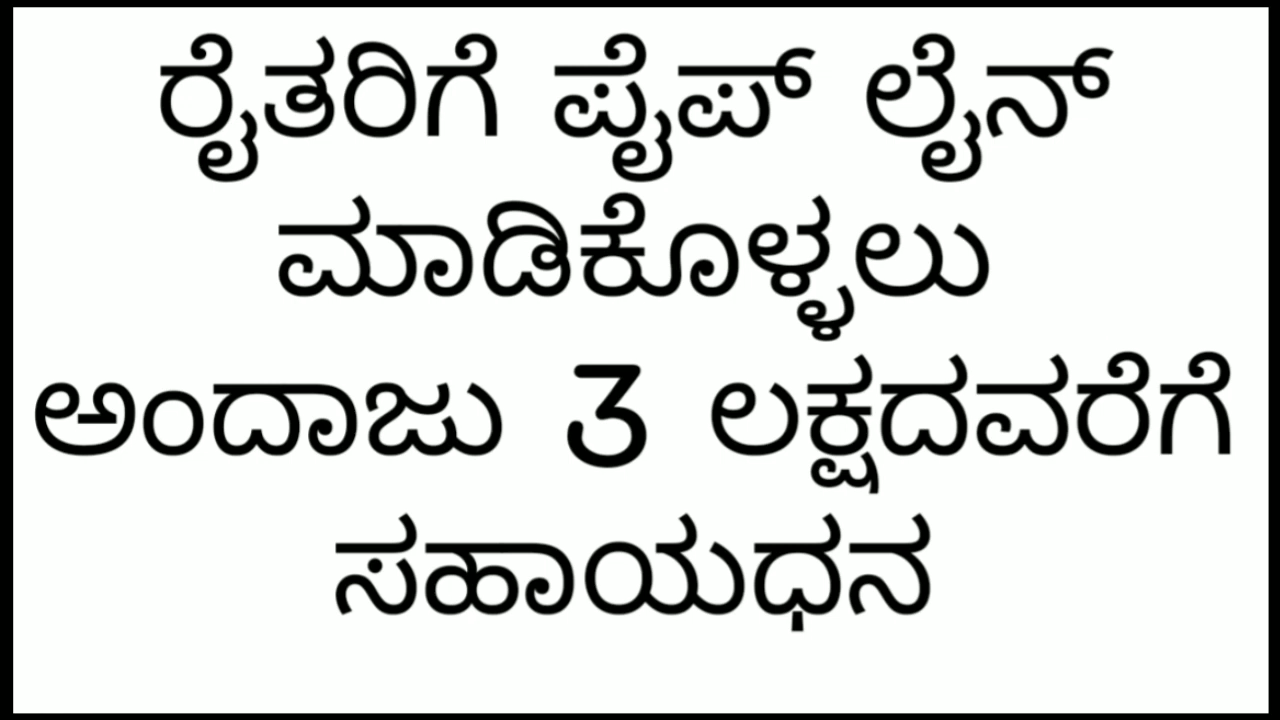 ರೈತರಿಗೆ ಪೈಪ್ ಲೈನ್
ಮಾಡಿಕೊಳ್ಳಲು
ಅಂದಾಜು 3 ಲಕ್ಷದವರೆಗೆ
ಸಹಾಯಧನ